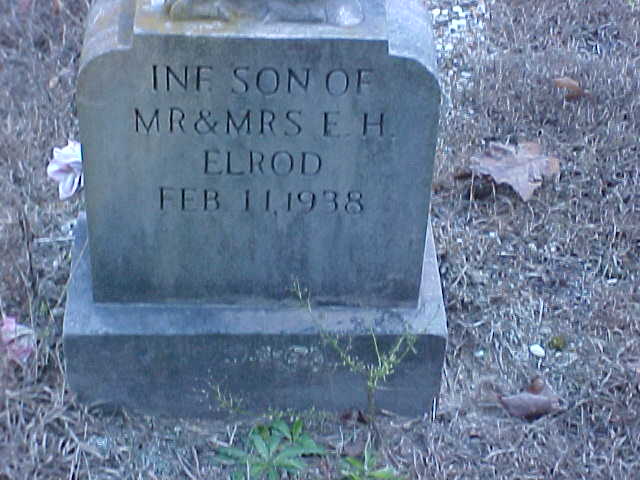 INF. SON OF
MR&MRS E. H.
ELROD
FEB 11,1938